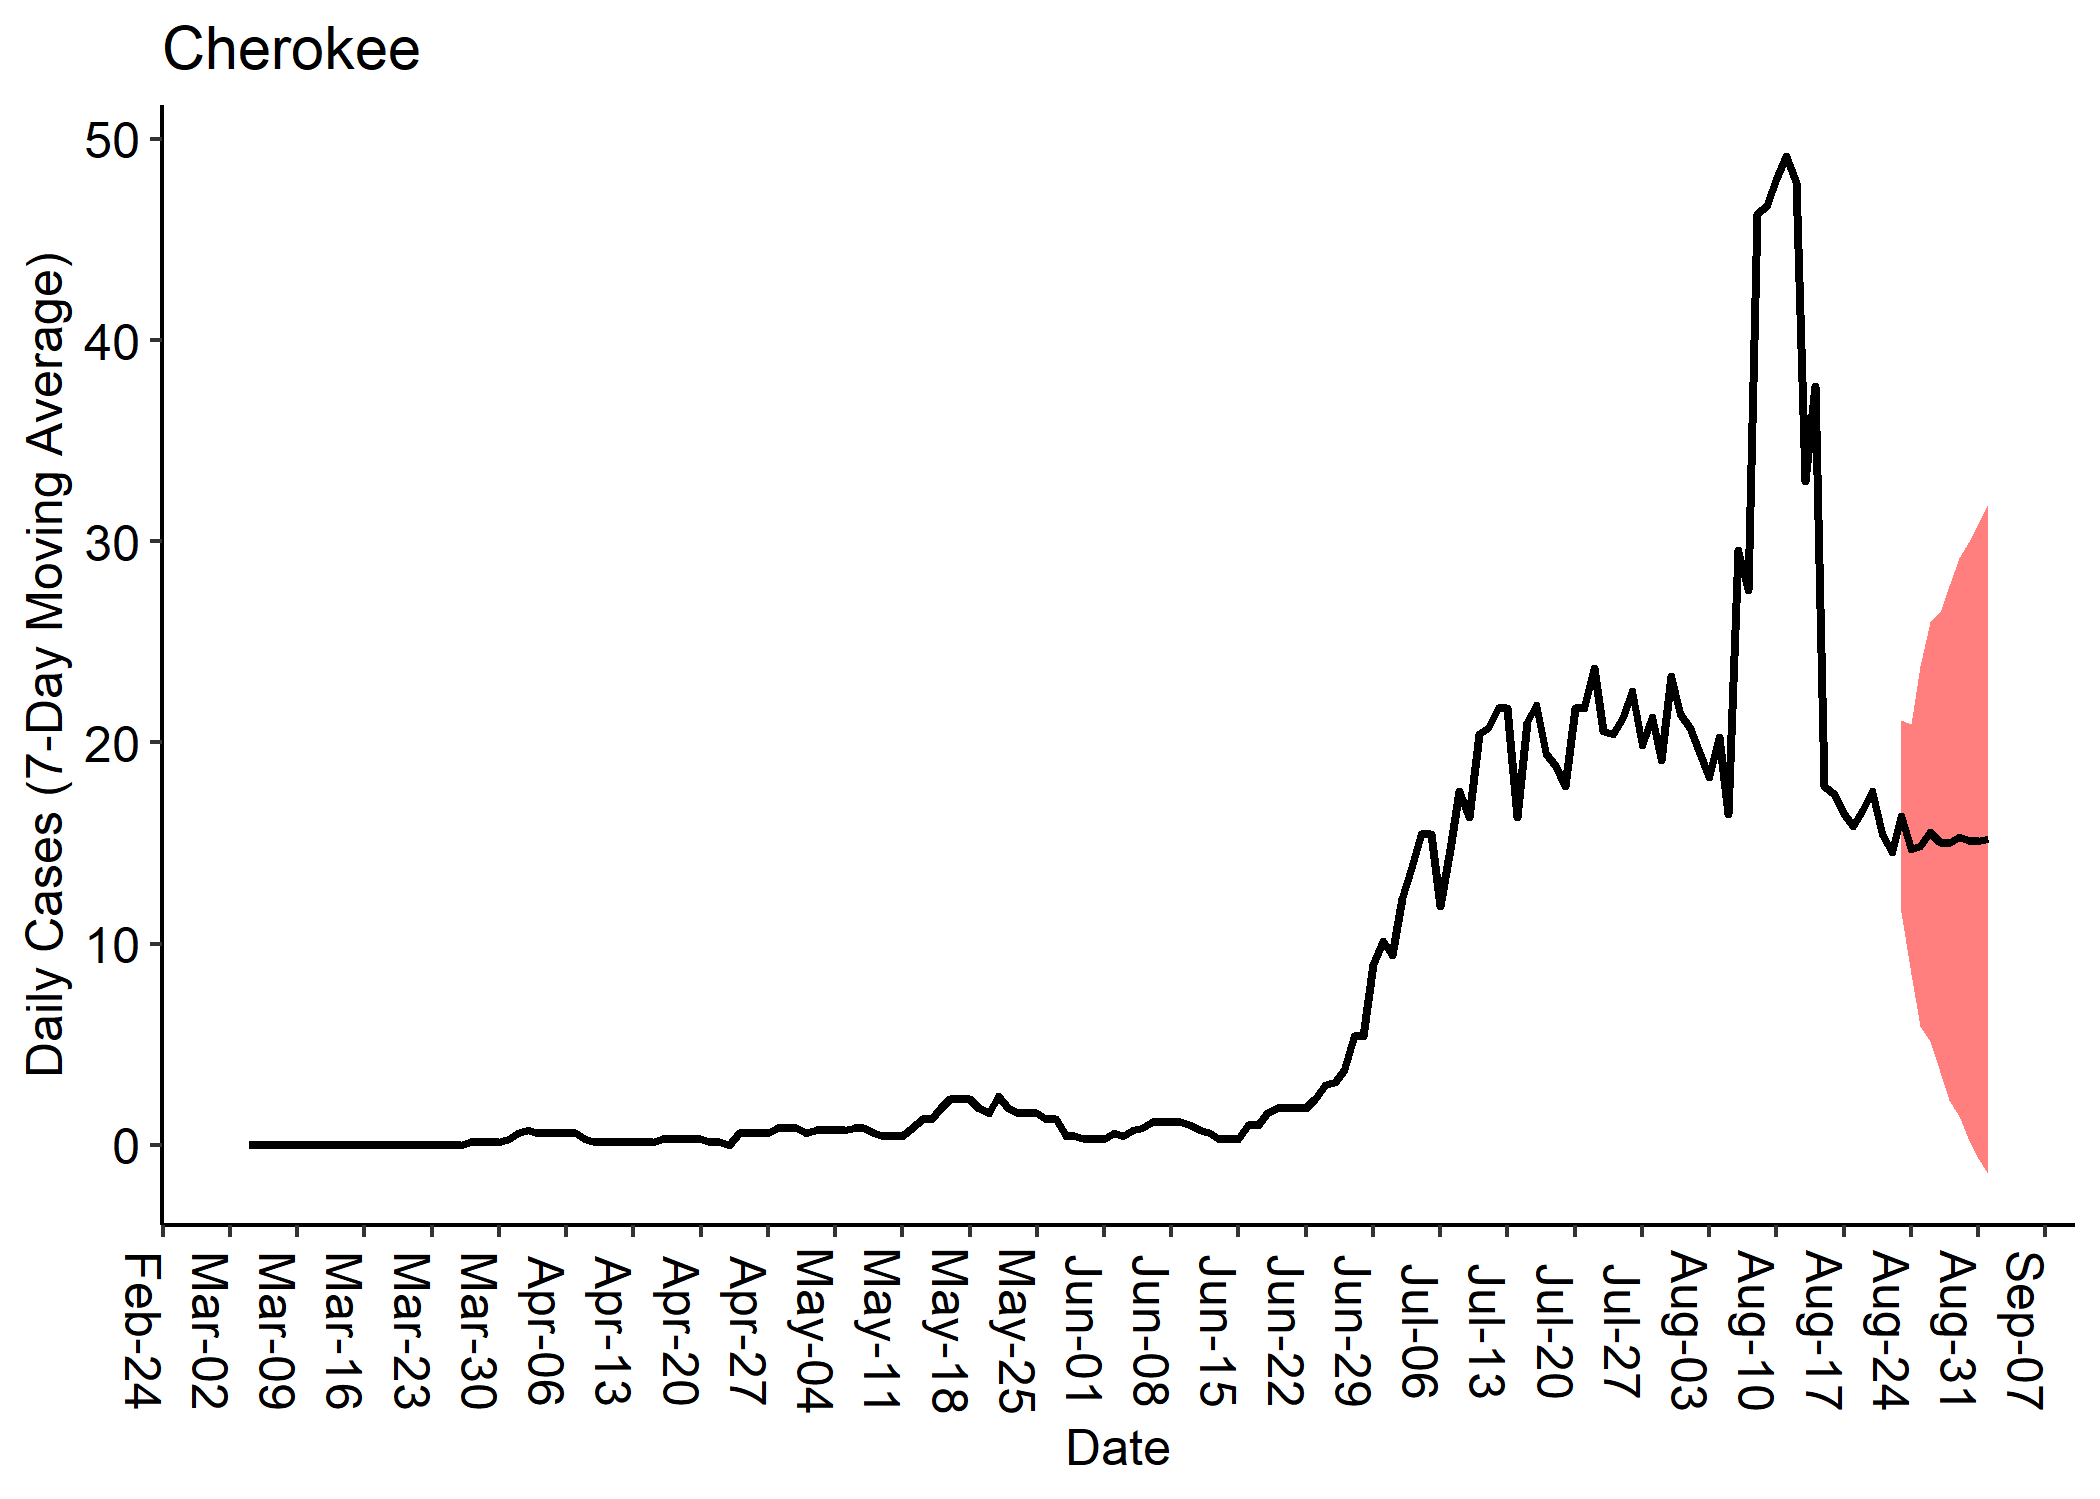 Cherokee
Daily Cases (7-Day Moving Average)
50
40
30
20
10
0
Feb-24
Mar-02
Mar-09
Mar-16
Mar-23
Mar-30
Apr-06
Apr-13
Apr-20
Apr-27
May-04
May-11
May-18
May-25
Jun-01
Jun-08
Jun-15
Jun-22
Jun-29
Jul-06
Jul-13
Jul-20
Jul-27
Aug-03
Aug-10
Aug-17
Aug-24
Aug-31
Sep-07
Date